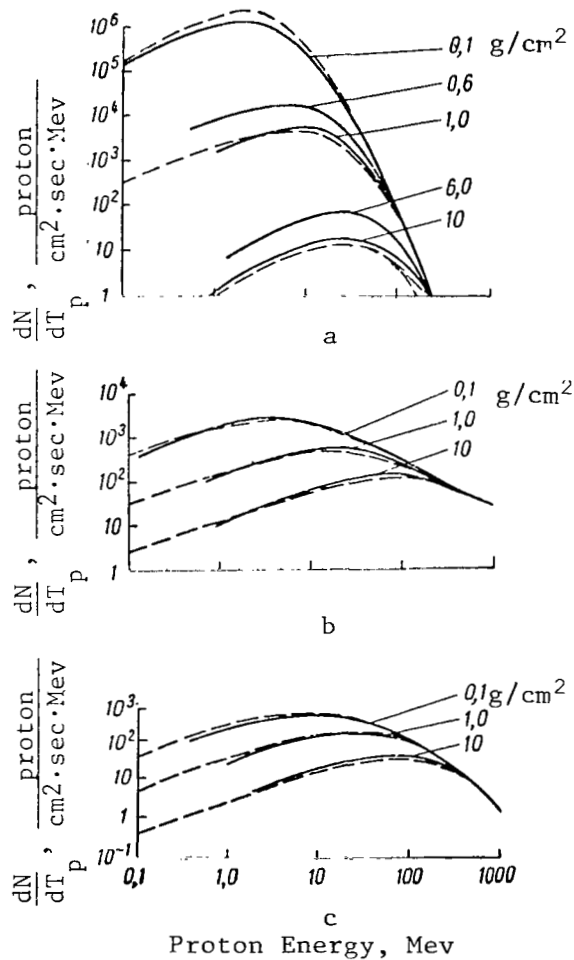 dN/dT_p , proton/cm²·sec·Mev
10⁶
10⁵
10⁴
10³
10²
10
1
0,1 g/cm²
0,6
1,0
6,0
10
a
dN/dT_p , proton/cm²·sec·Mev
10⁴
10³
10²
10
1
0,1 g/cm²
1,0
10
b
dN/dT_p , proton/cm²·sec·Mev
10³
10²
10
1
10⁻¹
0,1 g/cm²
1,0
10
0,1 1,0 10 100 1000
c
Proton Energy, Mev